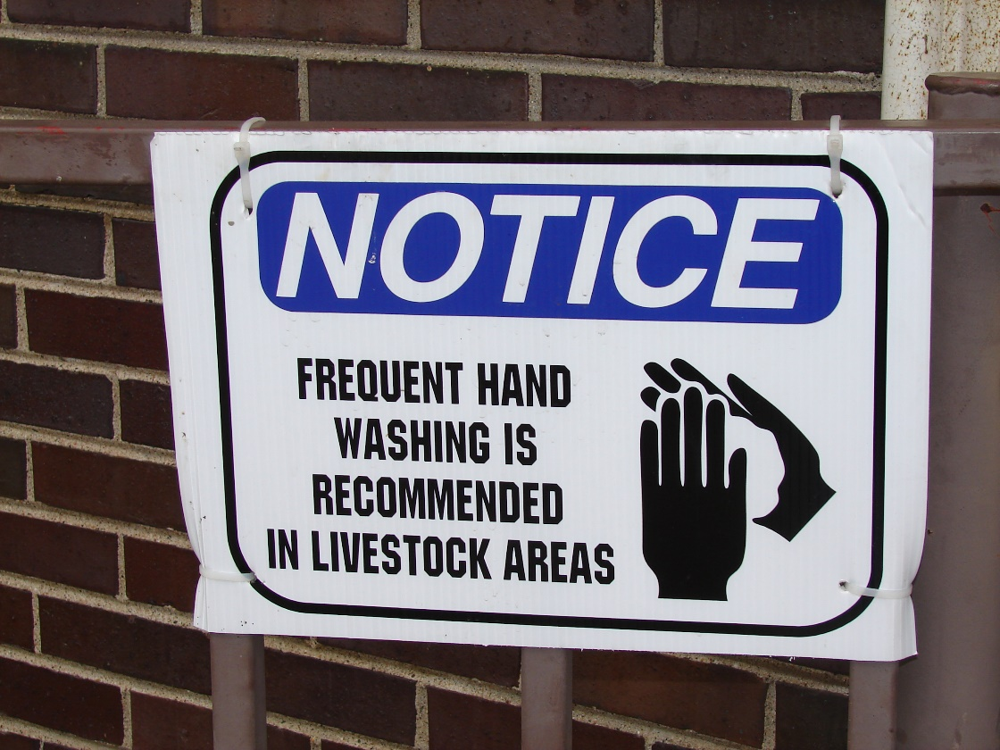 NOTICE
FREQUENT HAND
WASHING IS
RECOMMENDED
IN LIVESTOCK AREAS